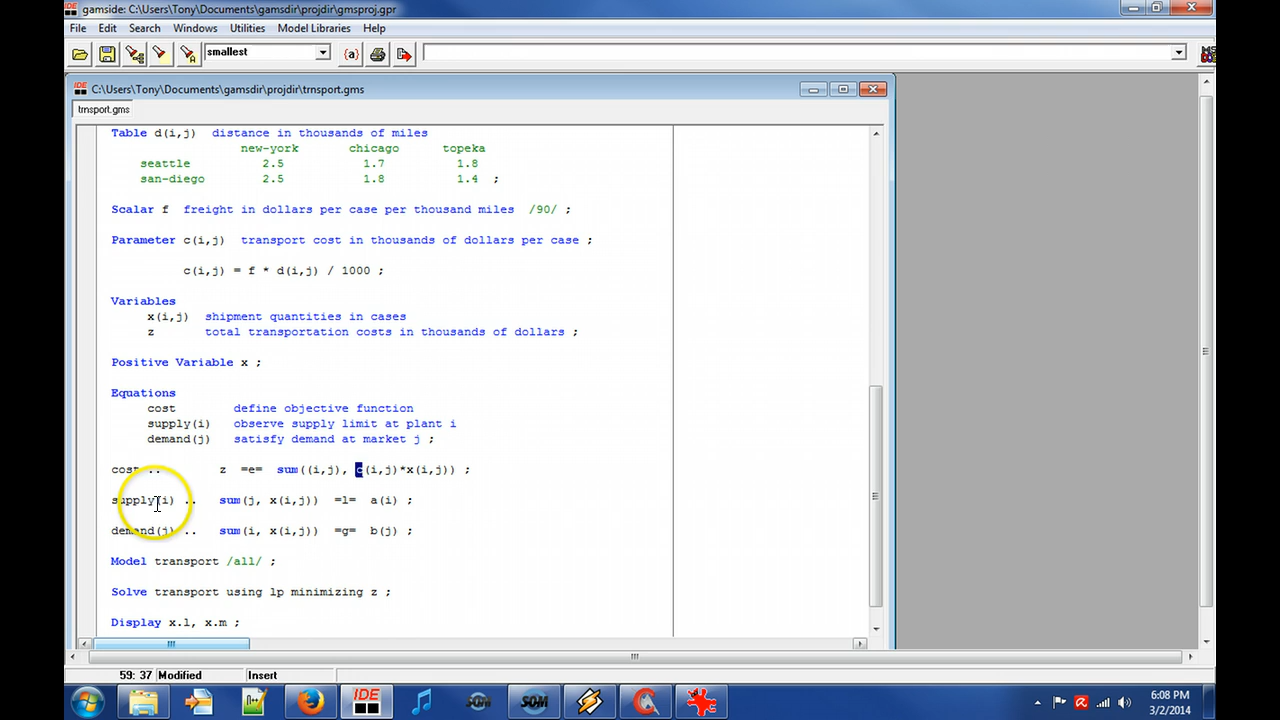 gamside: C:\Users\Tony\Documents\gamsdir\projdir\gmsproj.gpr
File Edit Search Windows Utilities Model Libraries Help
smallest {a}
C:\Users\Tony\Documents\gamsdir\projdir\trnsport.gms
trnsport.gms
Table d(i,j) distance in thousands of miles
new-york chicago topeka
seattle 2.5 1.7 1.8
san-diego 2.5 1.8 1.4 ;
Scalar f freight in dollars per case per thousand miles /90/ ;
Parameter c(i,j) transport cost in thousands of dollars per case ;
c(i,j) = f * d(i,j) / 1000 ;
Variables
x(i,j) shipment quantities in cases
z total transportation costs in thousands of dollars ;
Positive Variable x ;
Equations
cost define objective function
supply(i) observe supply limit at plant i
demand(j) satisfy demand at market j ;
cost .. z =e= sum((i,j), c(i,j)*x(i,j)) ;
supply(i) .. sum(j, x(i,j)) =l= a(i) ;
demand(j) .. sum(i, x(i,j)) =g= b(j) ;
Model transport /all/ ;
Solve transport using lp minimizing z ;
Display x.l, x.m ;
59: 37 Modified Insert
IDE SOM
6:08 PM
3/2/2014